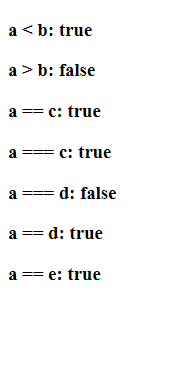 a < b: true
a > b: false
a == c: true
a === c: true
a === d: false
a == d: true
a == e: true